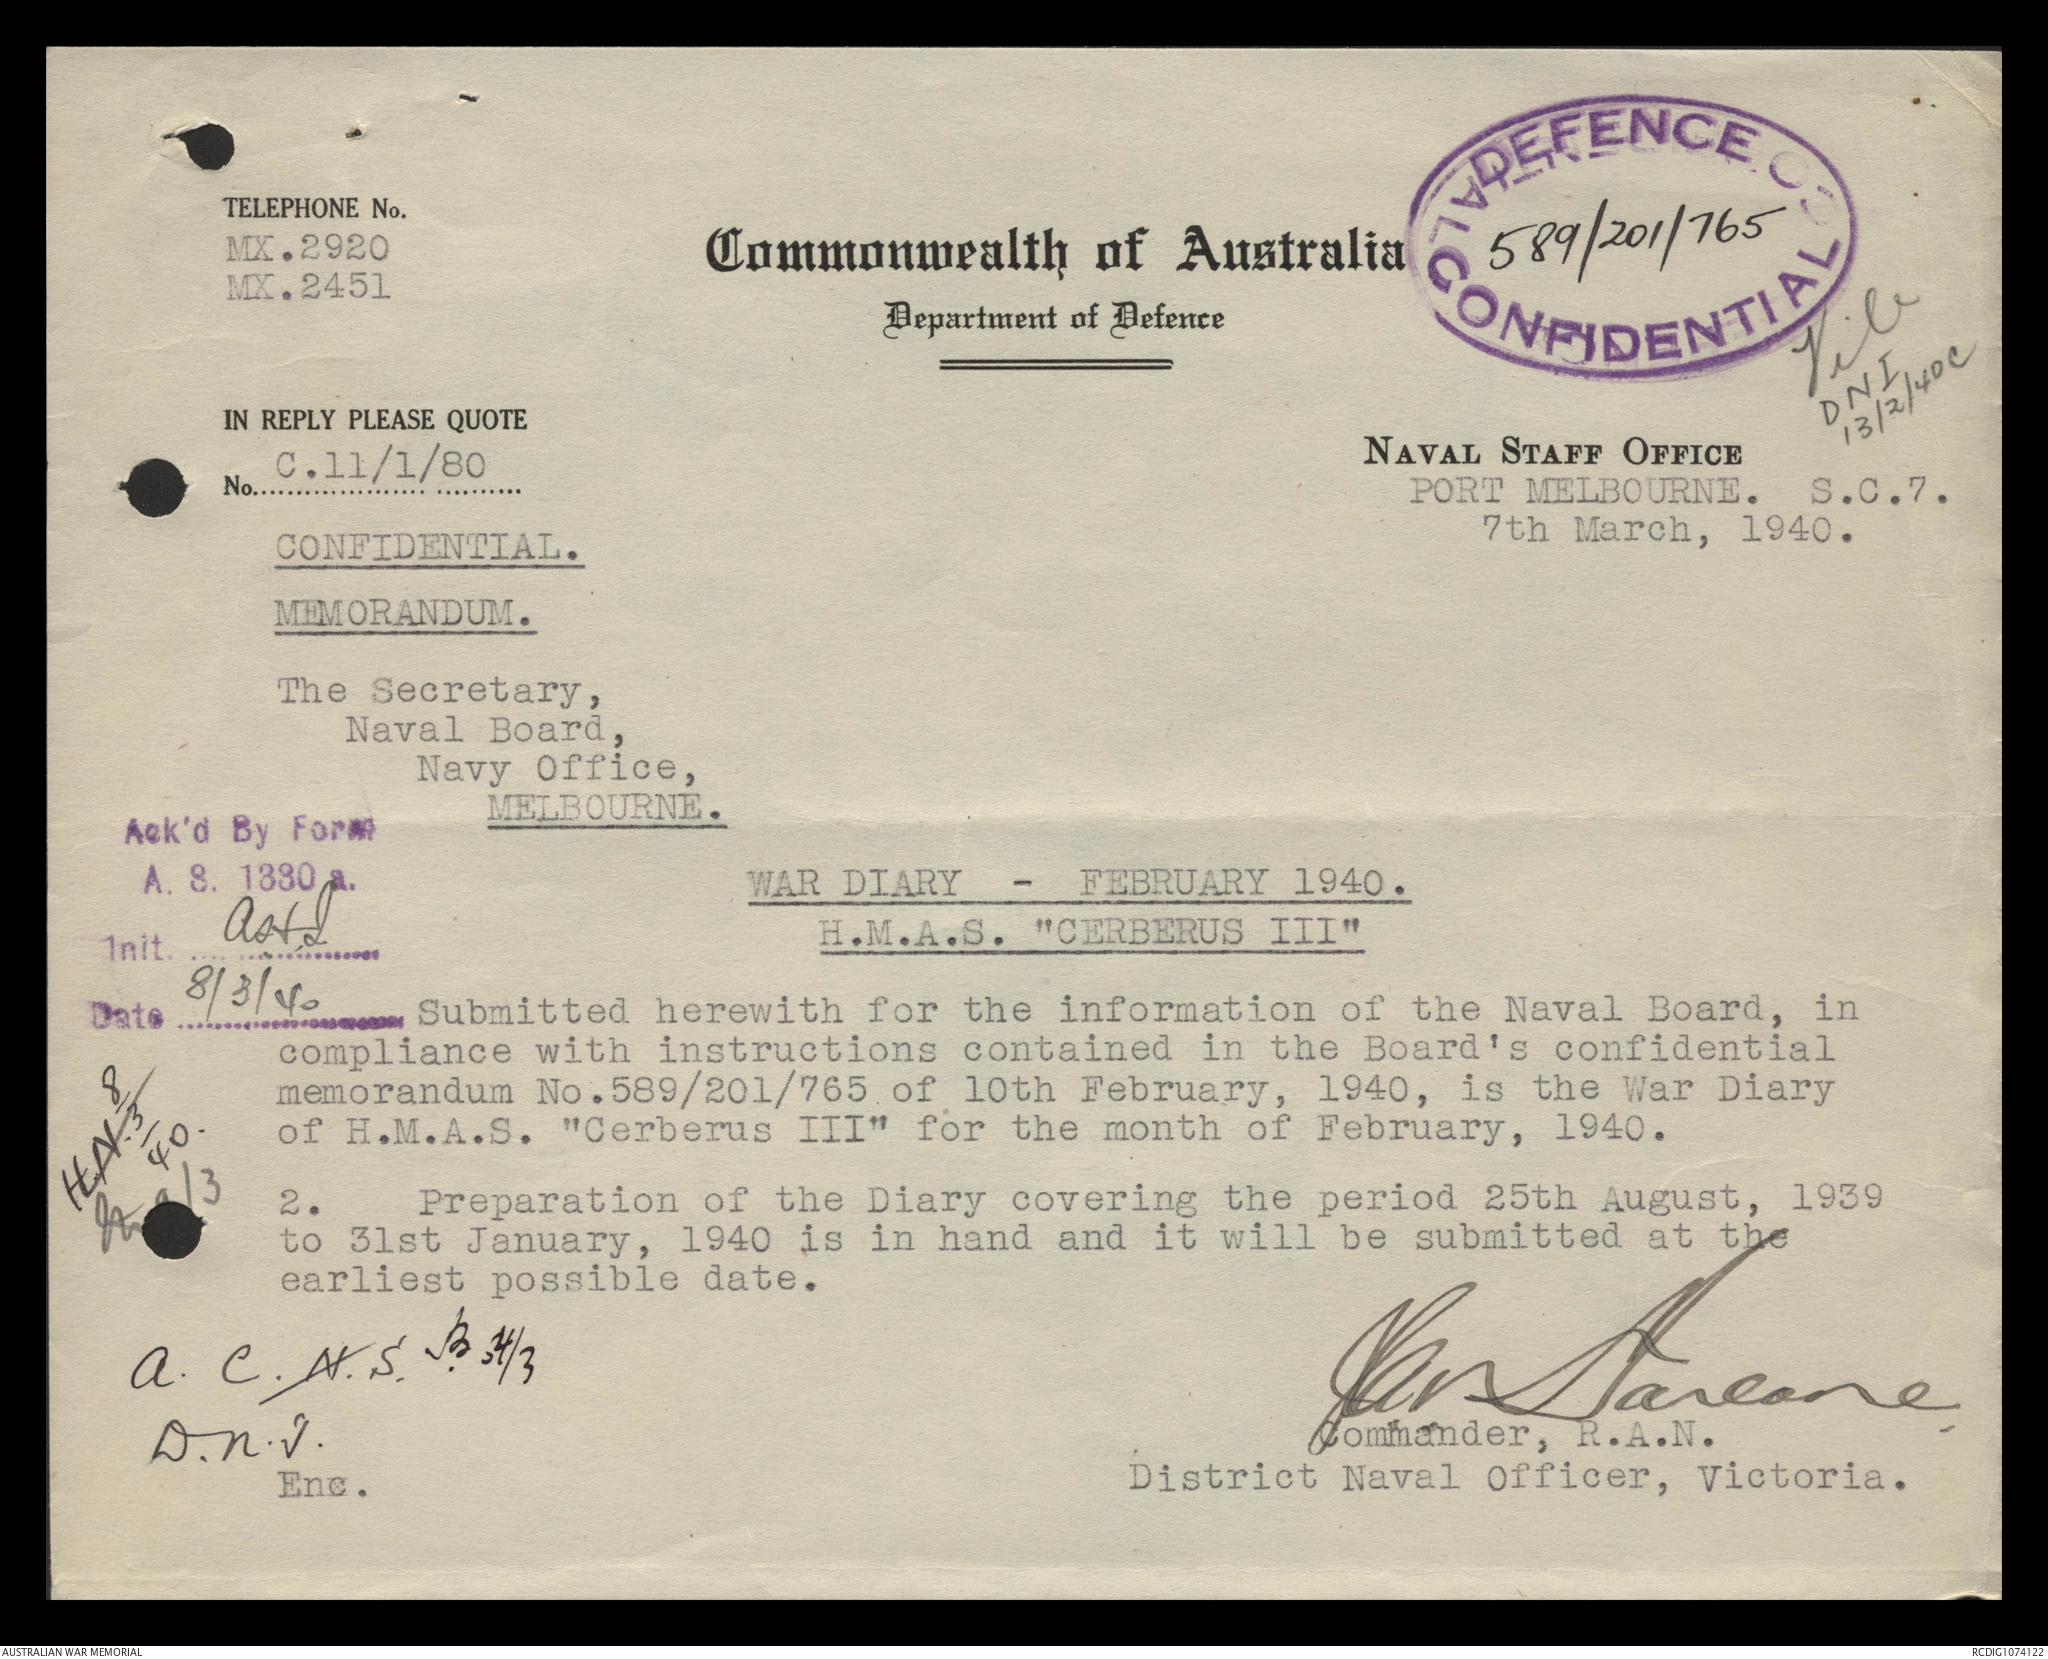 TELEPHONE No.
MX.2920
MX.2451
Commonwealth of Australia
Department of Defence
DEFENCE
589/201/765
CONFIDENTIAL
File
DNI
13/2/40
IN REPLY PLEASE QUOTE
No. C.11/1/80
NAVAL STAFF OFFICE
PORT MELBOURNE. S.C.7.
7th March, 1940.
CONFIDENTIAL.
MEMORANDUM.
The Secretary,
Naval Board,
Navy Office,
MELBOURNE.
Ack'd By Form
A. S. 1330 a.
Init.
Date 8/3/40
WAR DIARY - FEBRUARY 1940.
H.M.A.S. "CERBERUS III"
Submitted herewith for the information of the Naval Board, in
compliance with instructions contained in the Board's confidential
memorandum No.589/201/765 of 10th February, 1940, is the War Diary
of H.M.A.S. "Cerberus III" for the month of February, 1940.
8/3/40.
2. Preparation of the Diary covering the period 25th August, 1939
to 31st January, 1940 is in hand and it will be submitted at the
earliest possible date.
A. C. N. S.
D.N.I.
Enc.
Commander, R.A.N.
District Naval Officer, Victoria.
AUSTRALIAN WAR MEMORIAL
RCDIG1074122